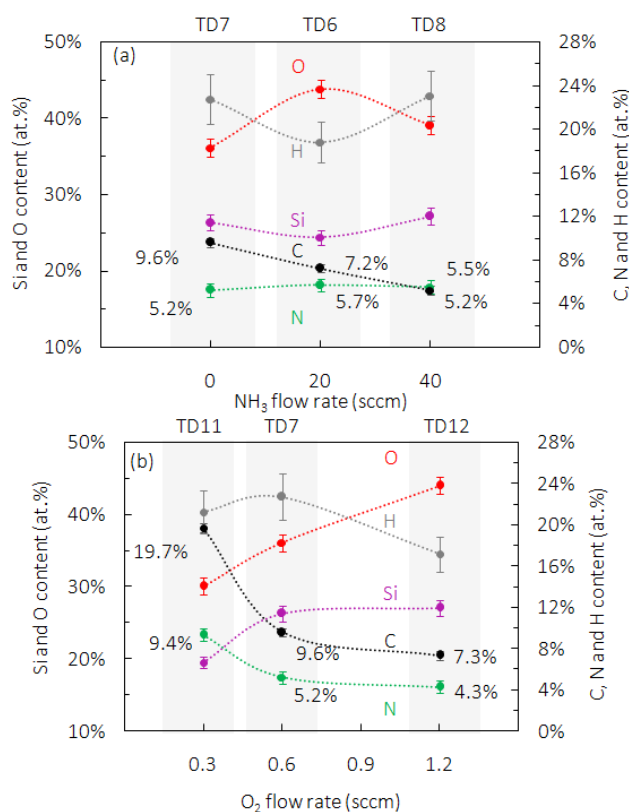 TD7 TD6 TD8
50% 28%
(a) O
24%
40%
20%
H
30% 16%
Si
12%
C
9.6% 7.2% 5.5%
20% 8%
5.2% 5.7% 5.2%
N 4%
10% 0%
0 20 40
NH₃ flow rate (sccm)
Si and O content (at.%)
C, N and H content (at.%)
TD11 TD7 TD12
50% 28%
(b) O
24%
40%
H 20%
19.7%
16%
30%
Si
12%
9.4% C
20% 9.6% 7.3% 8%
5.2% 4.3%
N 4%
10% 0%
0.3 0.6 0.9 1.2
O₂ flow rate (sccm)
Si and O content (at.%)
C, N and H content (at.%)